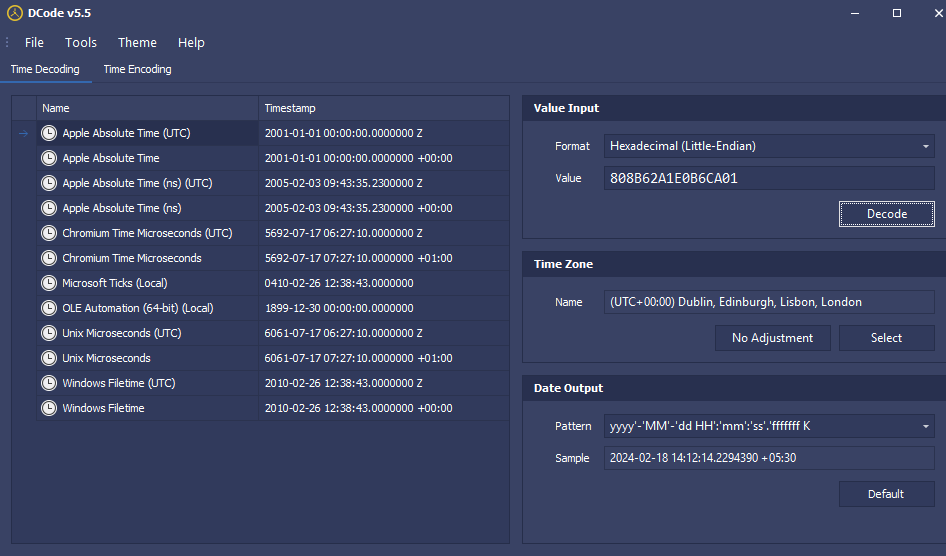 DCode v5.5
File Tools Theme Help
Time Decoding Time Encoding
Name Timestamp
Apple Absolute Time (UTC) 2001-01-01 00:00:00.0000000 Z
Apple Absolute Time 2001-01-01 00:00:00.0000000 +00:00
Apple Absolute Time (ns) (UTC) 2005-02-03 09:43:35.2300000 Z
Apple Absolute Time (ns) 2005-02-03 09:43:35.2300000 +00:00
Chromium Time Microseconds (UTC) 5692-07-17 06:27:10.0000000 Z
Chromium Time Microseconds 5692-07-17 07:27:10.0000000 +01:00
Microsoft Ticks (Local) 0410-02-26 12:38:43.0000000
OLE Automation (64-bit) (Local) 1899-12-30 00:00:00.0000000
Unix Microseconds (UTC) 6061-07-17 06:27:10.0000000 Z
Unix Microseconds 6061-07-17 07:27:10.0000000 +01:00
Windows Filetime (UTC) 2010-02-26 12:38:43.0000000 Z
Windows Filetime 2010-02-26 12:38:43.0000000 +00:00
Value Input
Format Hexadecimal (Little-Endian)
Value 808B62A1E0B6CA01
Decode
Time Zone
Name (UTC+00:00) Dublin, Edinburgh, Lisbon, London
No Adjustment Select
Date Output
Pattern yyyy'-'MM'-'dd HH':'mm':'ss'.'fffffff K
Sample 2024-02-18 14:12:14.2294390 +05:30
Default